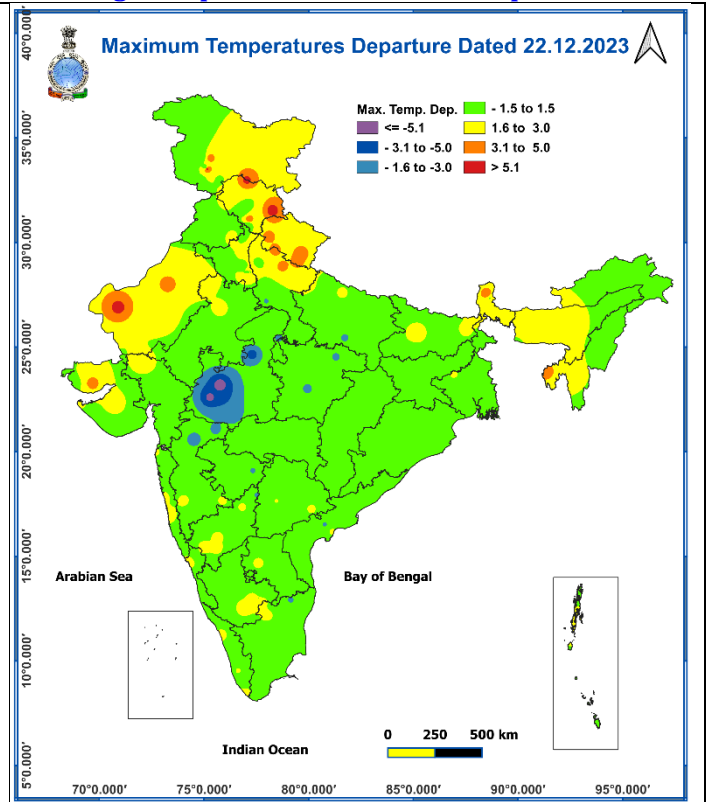 Maximum Temperatures Departure Dated 22.12.2023
Max. Temp. Dep.
<= -5.1
- 3.1 to -5.0
- 1.6 to -3.0
- 1.5 to 1.5
1.6 to 3.0
3.1 to 5.0
> 5.1
40°0.000'
35°0.000'
30°0.000'
25°0.000'
20°0.000'
15°0.000'
10°0.000'
5°0.000'
Arabian Sea
Bay of Bengal
Indian Ocean
0 250 500 km
70°0.000' 75°0.000' 80°0.000' 85°0.000' 90°0.000' 95°0.000'